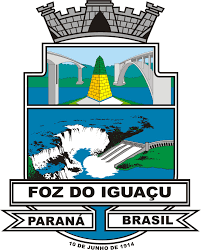 FOZ DO IGUAÇU
PARANÁ BRASIL
10 DE JUNHO DE 1914